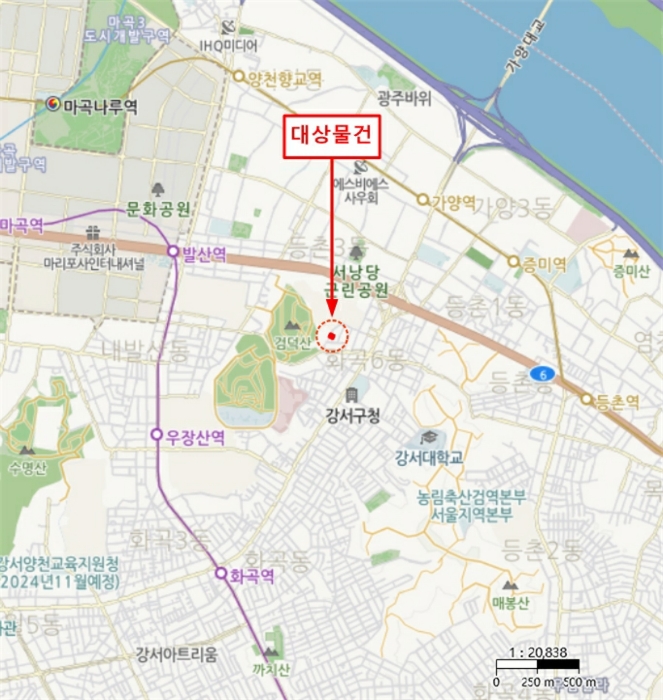 마곡3
도시개발구역
IHQ미디어
양천향교역
가양대교
마곡나루역
광주바위
대상물건
곡
발구역
에스비에스
사우회
문화공원
가양역
가양3동
마곡역
발산역
등촌3동
주식회사
마리포사인터내셔널
서낭당
근린공원
증미역
증미산
검덕산
내발산동
화곡6동
6
등촌역
강서구청
우장산역
강서대학교
수명산
농림축산검역본부
서울지역본부
화곡3동
화곡동
등촌2동
강서양천교육지원청
2024년11월예정)
화곡역
매봉산
강서아트리움
까치산
1 : 20,838
0 250 m 500 m